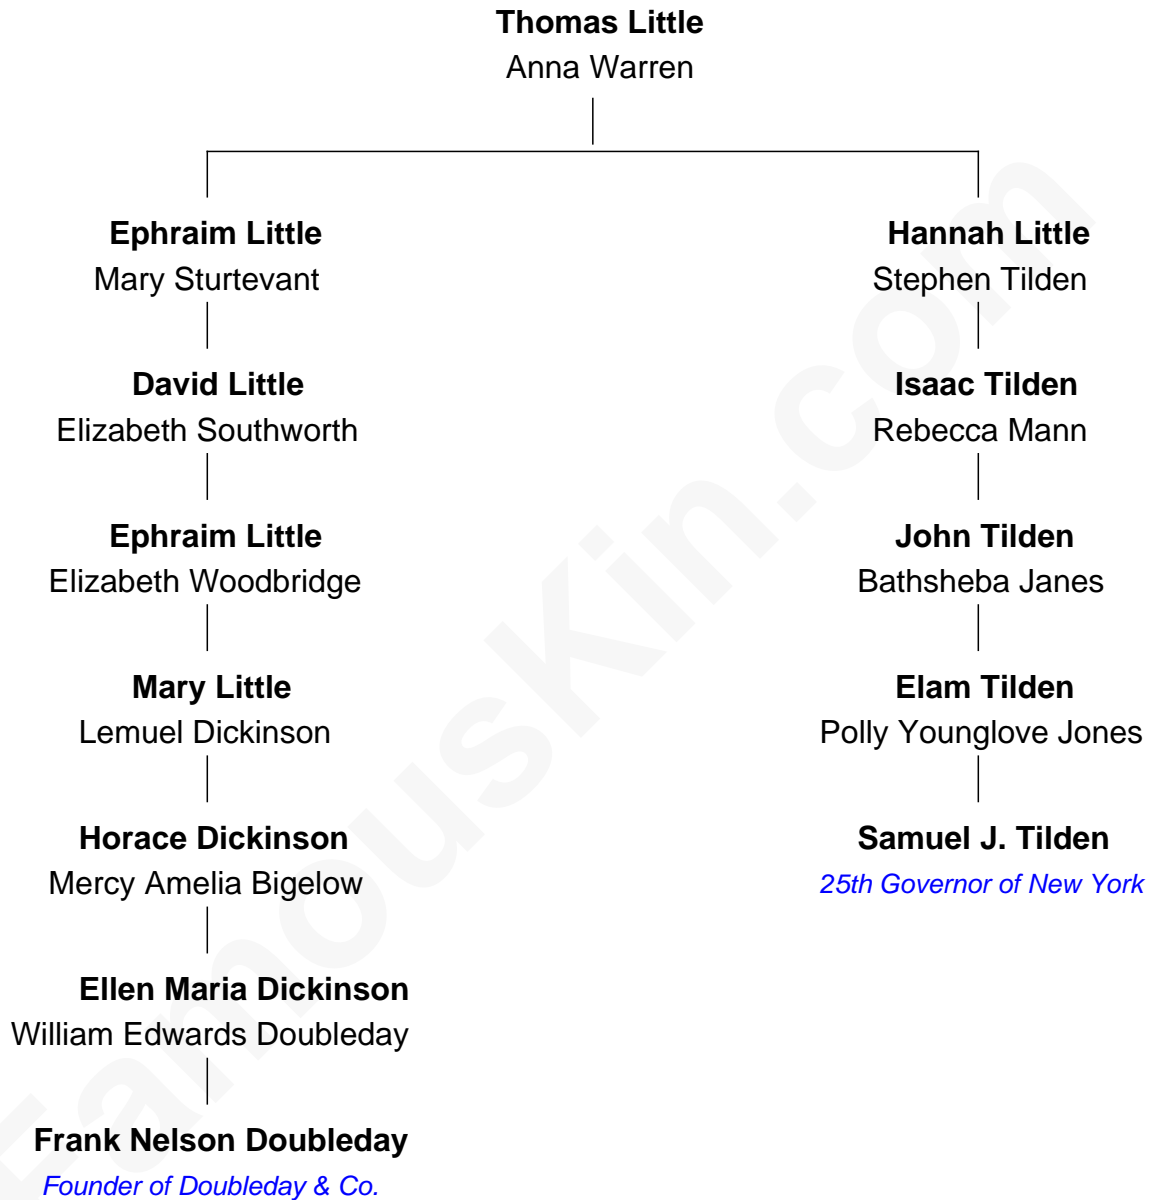 Thomas Little
Anna Warren
Ephraim Little
Mary Sturtevant
David Little
Elizabeth Southworth
Ephraim Little
Elizabeth Woodbridge
Mary Little
Lemuel Dickinson
Horace Dickinson
Mercy Amelia Bigelow
Ellen Maria Dickinson
William Edwards Doubleday
Frank Nelson Doubleday
Founder of Doubleday & Co.
Hannah Little
Stephen Tilden
Isaac Tilden
Rebecca Mann
John Tilden
Bathsheba Janes
Elam Tilden
Polly Younglove Jones
Samuel J. Tilden
25th Governor of New York
FamousKin.com